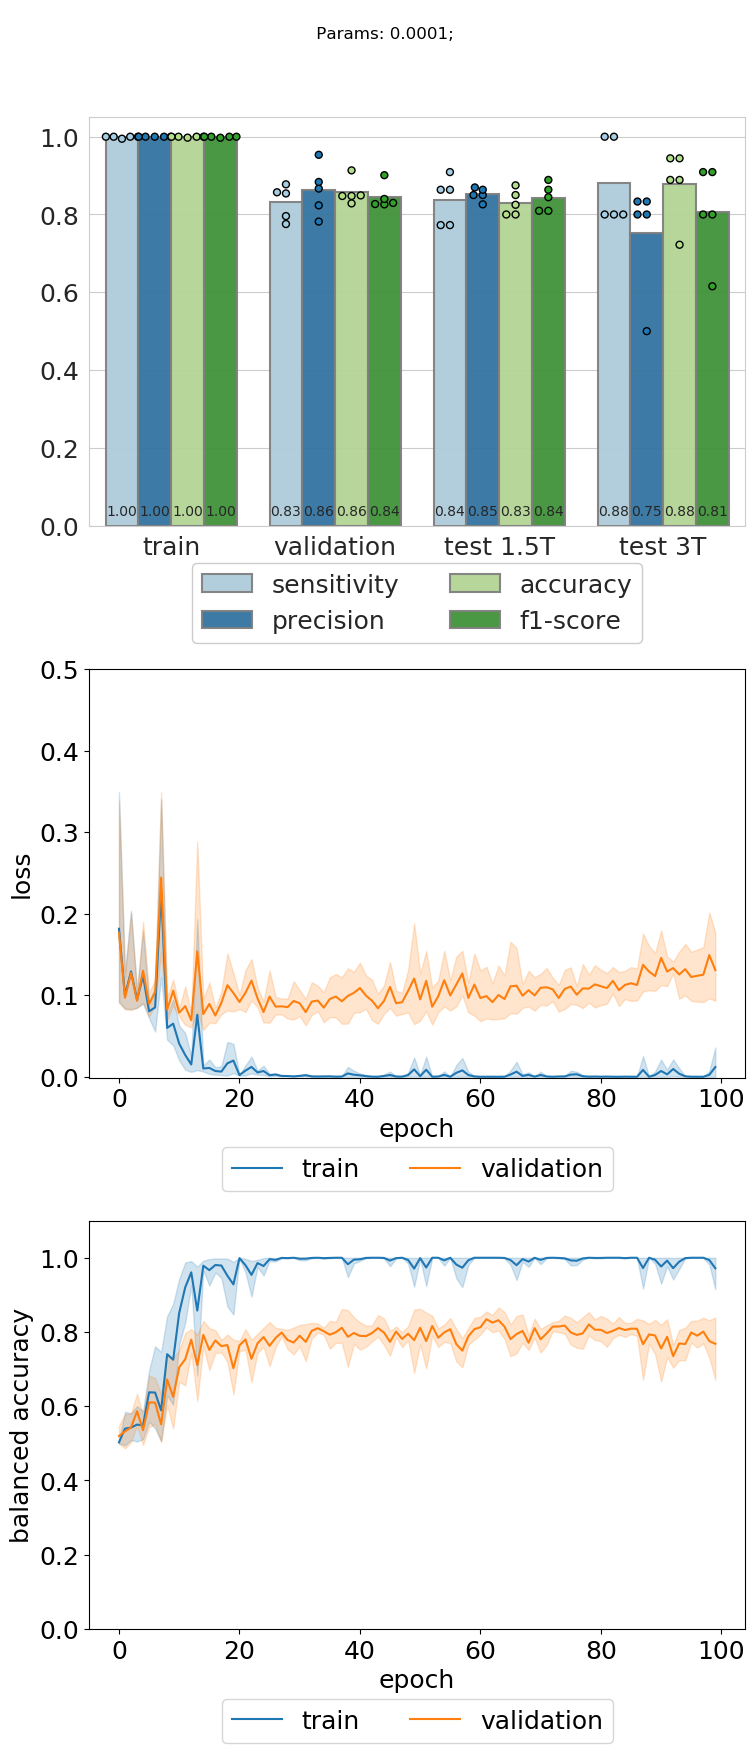 Params: 0.0001;
1.0
0.8
0.6
0.4
0.2
0.0
1.00 1.00 1.00 1.00 0.83 0.86 0.86 0.84 0.84 0.85 0.83 0.84 0.88 0.75 0.88 0.81
train validation test 1.5T test 3T
sensitivity accuracy
precision f1-score
0.5
0.4
0.3
0.2
0.1
0.0
loss
0 20 40 60 80 100
epoch
train validation
1.0
0.8
0.6
0.4
0.2
0.0
balanced accuracy
0 20 40 60 80 100
epoch
train validation